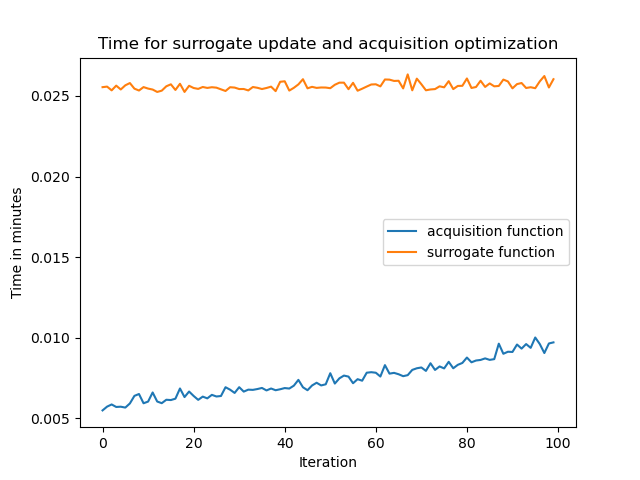 Time for surrogate update and acquisition optimization
0.025
0.020
0.015
0.010
0.005
Time in minutes
acquisition function
surrogate function
0 20 40 60 80 100
Iteration